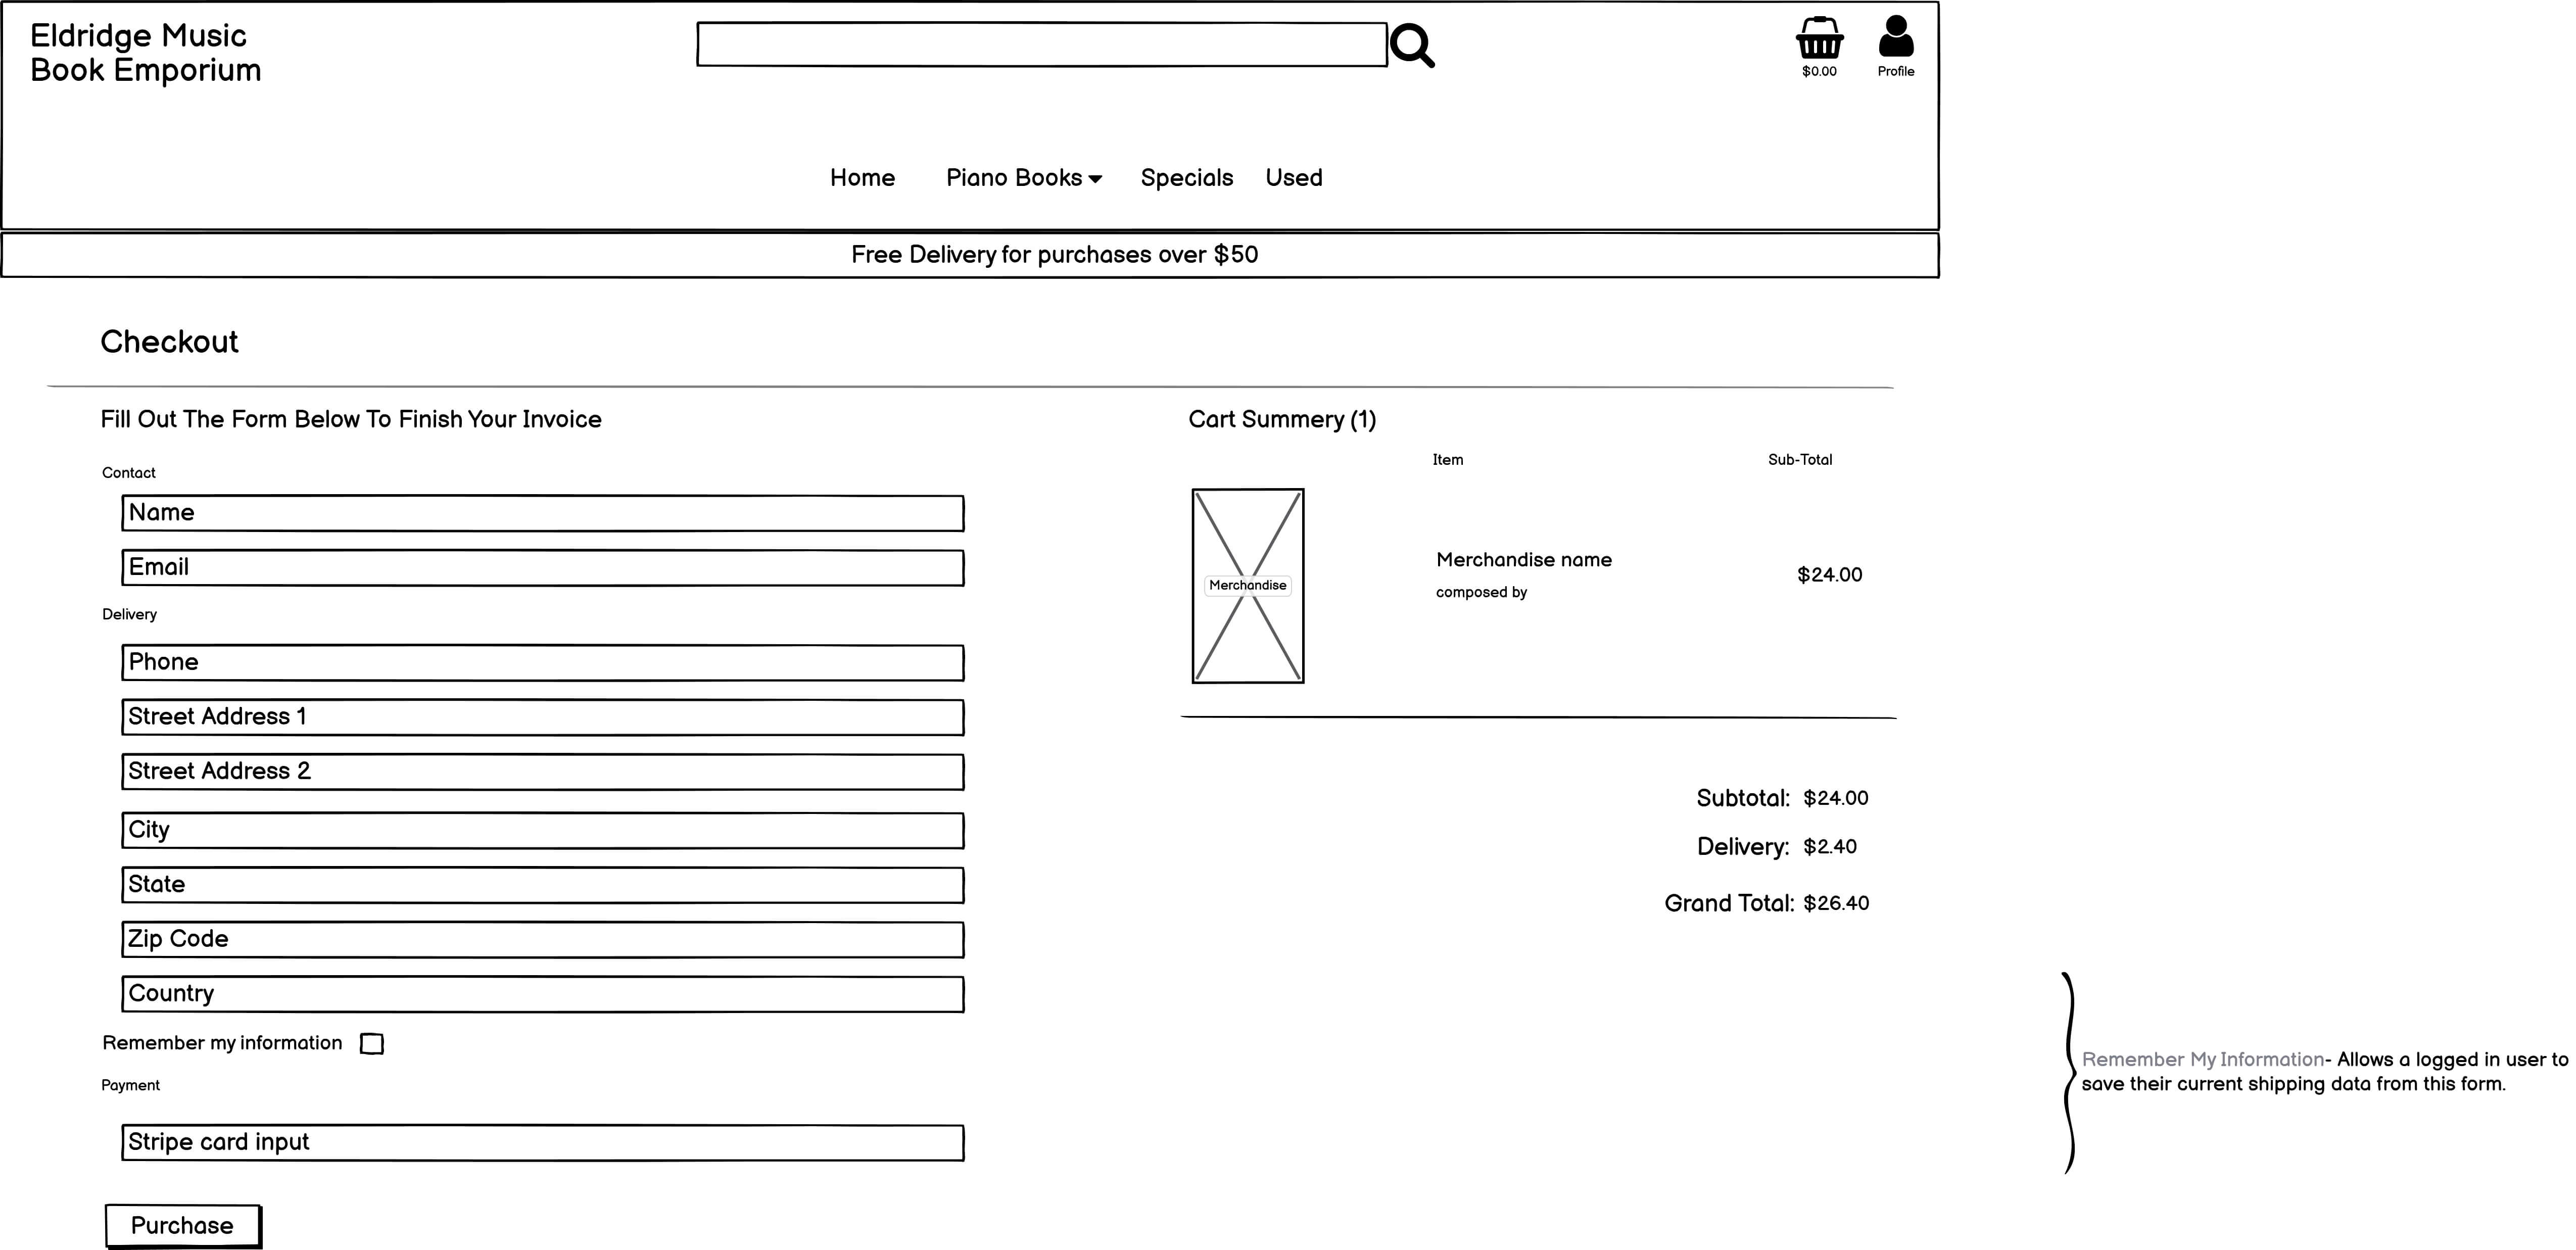 Eldridge Music
Book Emporium
$0.00
Profile
Home Piano Books Specials Used
Free Delivery for purchases over $50
Checkout
Fill Out The Form Below To Finish Your Invoice
Contact
Name
Email
Delivery
Phone
Street Address 1
Street Address 2
City
State
Zip Code
Country
Remember my information
Payment
Stripe card input
Purchase
Cart Summery (1)
Item Sub-Total
Merchandise
Merchandise name
composed by
$24.00
Subtotal: $24.00
Delivery: $2.40
Grand Total: $26.40
Remember My Information- Allows a logged in user to
save their current shipping data from this form.